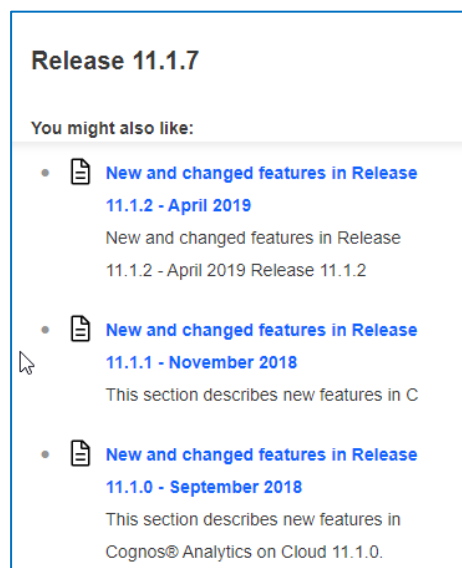 Release 11.1.7
You might also like:
New and changed features in Release
11.1.2 - April 2019
New and changed features in Release
11.1.2 - April 2019 Release 11.1.2
New and changed features in Release
11.1.1 - November 2018
This section describes new features in C
New and changed features in Release
11.1.0 - September 2018
This section describes new features in
Cognos® Analytics on Cloud 11.1.0.